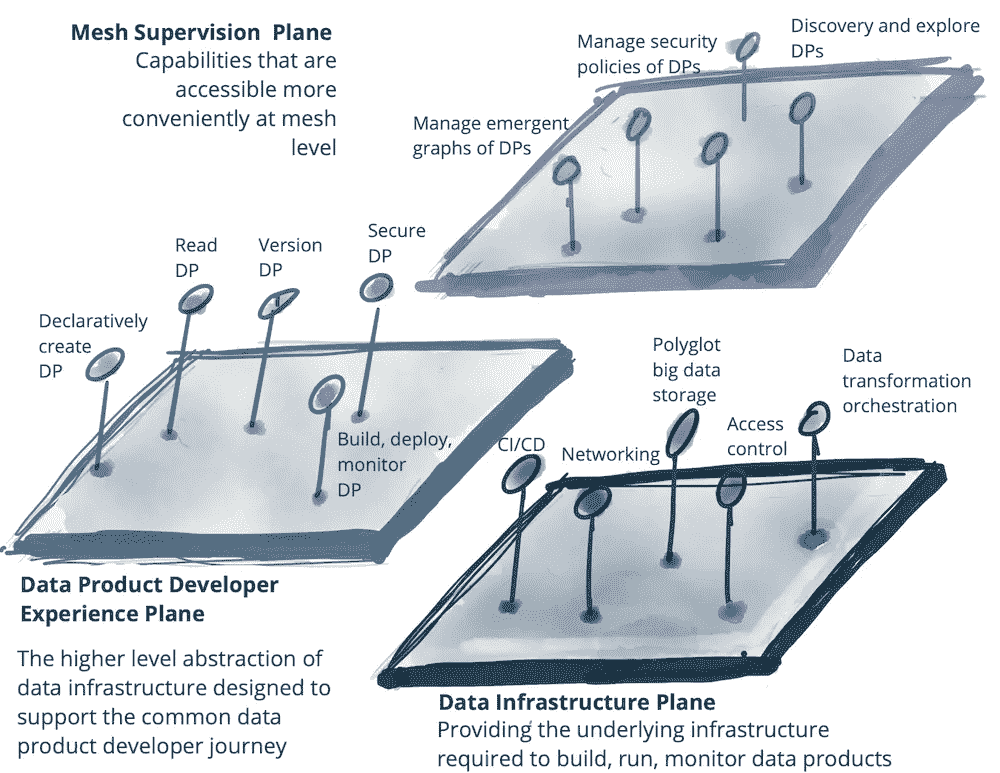 Mesh Supervision Plane
Capabilities that are
accessible more
conveniently at mesh
level
Manage security
policies of DPs
Discovery and explore
DPs
Manage emergent
graphs of DPs
Declaratively
create
DP
Read
DP
Version
DP
Secure
DP
Build, deploy,
monitor
DP
Data Product Developer
Experience Plane
The higher level abstraction of
data infrastructure designed to
support the common data
product developer journey
CI/CD
Networking
Polyglot
big data
storage
Access
control
Data
transformation
orchestration
Data Infrastructure Plane
Providing the underlying infrastructure
required to build, run, monitor data products